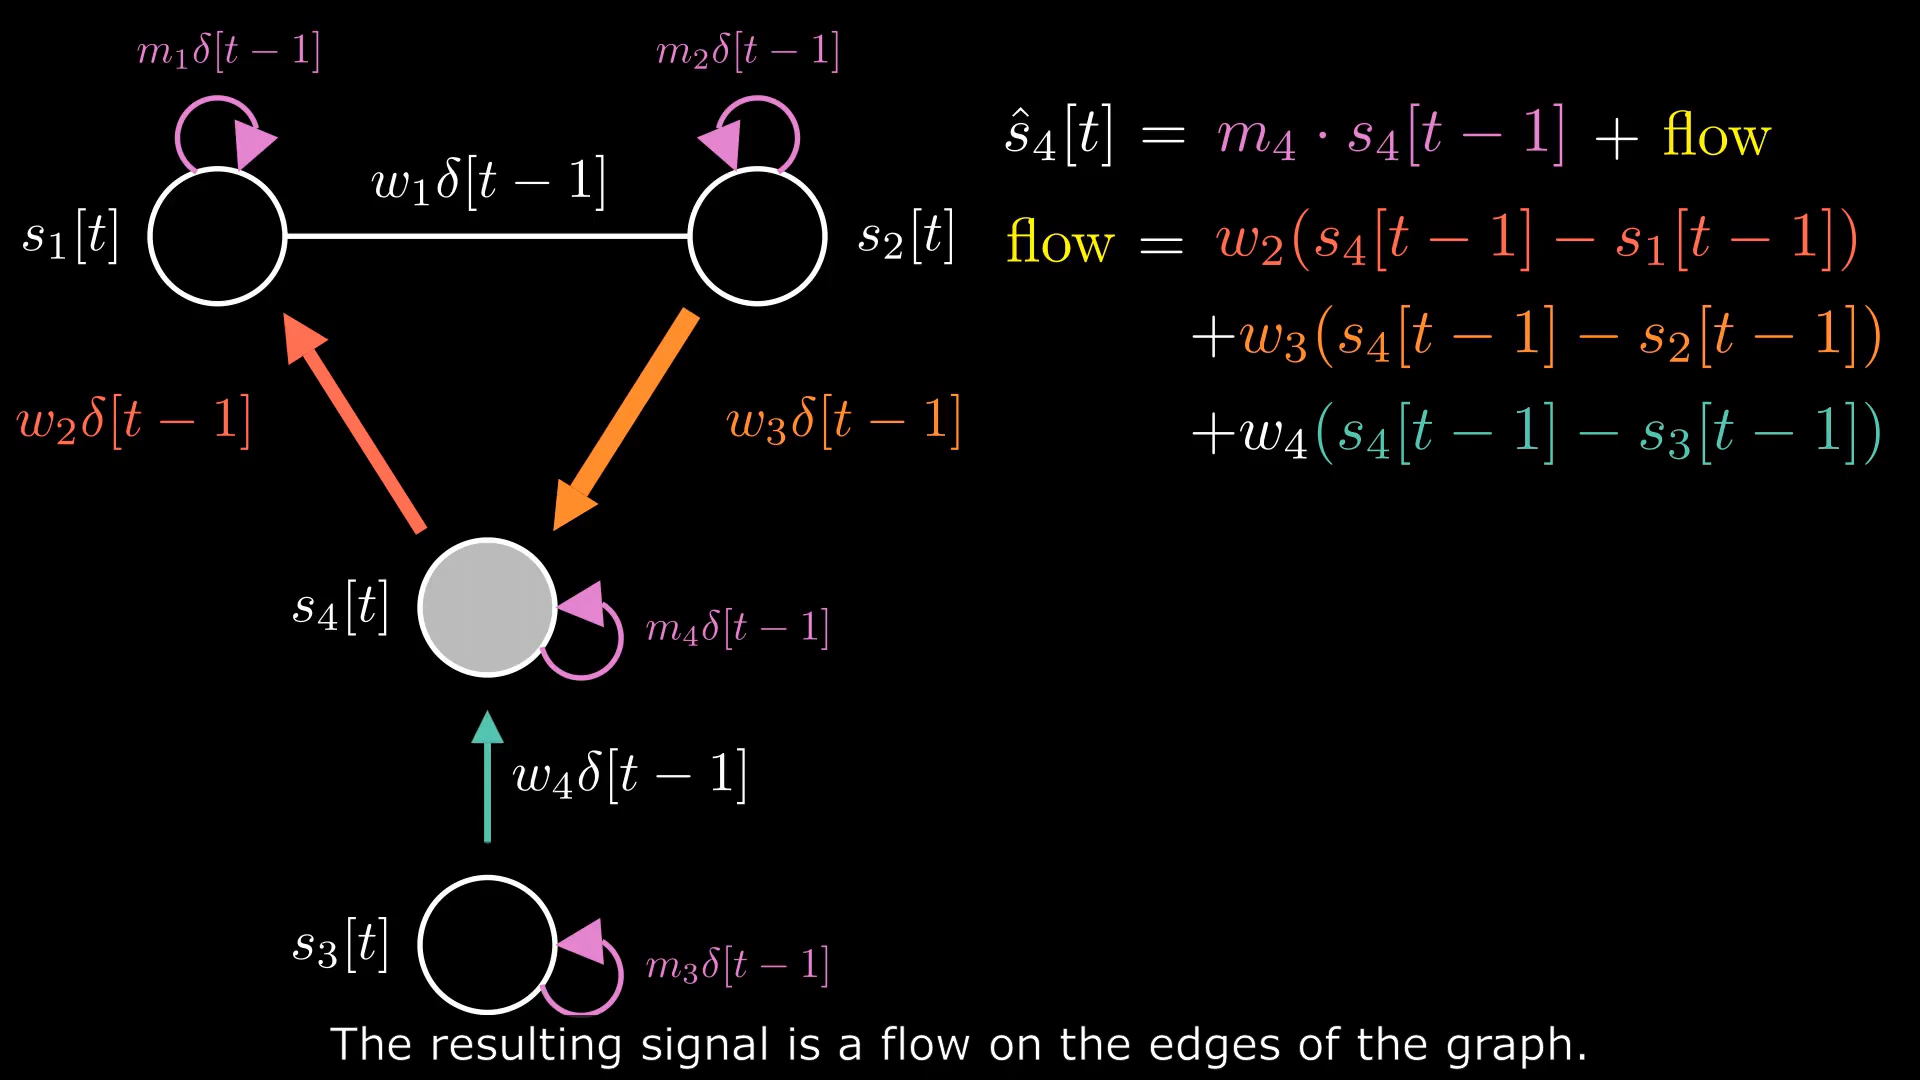 m₁δ[t − 1]
m₂δ[t − 1]
ŝ₄[t] = m₄ · s₄[t − 1] + flow
w₁δ[t − 1]
s₁[t]
s₂[t]
flow = w₂(s₄[t − 1] − s₁[t − 1])
+w₃(s₄[t − 1] − s₂[t − 1])
w₂δ[t − 1]
w₃δ[t − 1]
+w₄(s₄[t − 1] − s₃[t − 1])
s₄[t]
m₄δ[t − 1]
w₄δ[t − 1]
s₃[t]
m₃δ[t − 1]
The resulting signal is a flow on the edges of the graph.